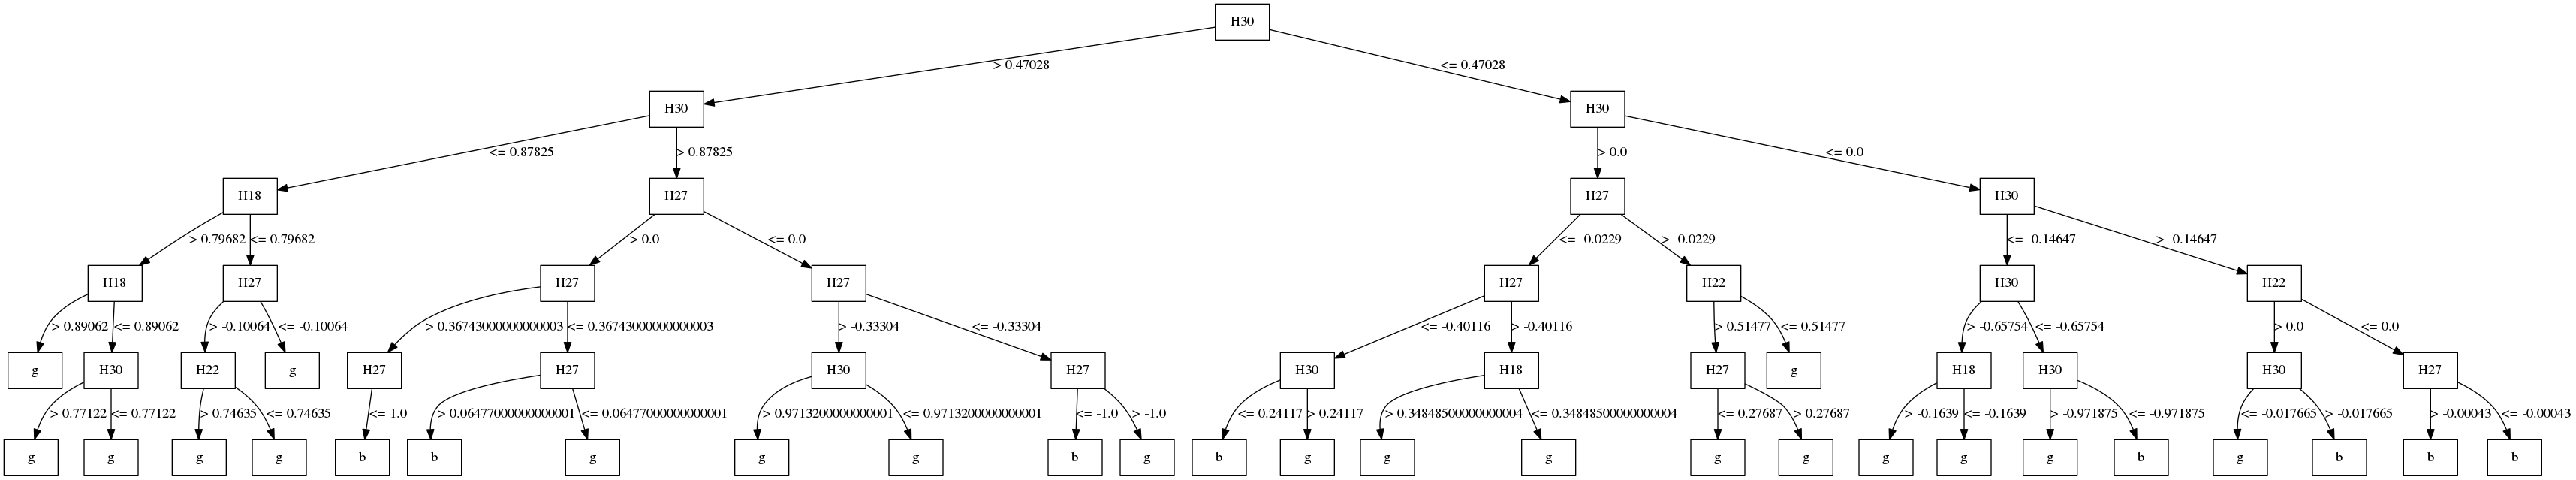 H30
> 0.47028 <= 0.47028
H30 H30
<= 0.87825 > 0.87825 > 0.0 <= 0.0
H18 H27 H27 H30
> 0.79682 <= 0.79682 > 0.0 <= 0.0 <= -0.0229 > -0.0229 <= -0.14647 > -0.14647
H18 H27 H27 H27 H27 H22 H30 H22
> 0.89062 <= 0.89062 > -0.10064 <= -0.10064 > 0.36743000000000003 <= 0.36743000000000003 > -0.33304 <= -0.33304 <= -0.40116 > -0.40116 > 0.51477 <= 0.51477 > -0.65754 <= -0.65754 > 0.0 <= 0.0
g H30 H22 g H27 H27 H30 H27 H30 H18 H27 g H18 H30 H30 H27
> 0.77122 <= 0.77122 > 0.74635 <= 0.74635 <= 1.0 > 0.064770000000000001 <= 0.064770000000000001 > 0.9713200000000001 <= 0.9713200000000001 <= -1.0 > -1.0 <= 0.24117 > 0.24117 > 0.34848500000000004 <= 0.34848500000000004 <= 0.27687 > 0.27687 > -0.1639 <= -0.1639 > -0.971875 <= -0.971875 <= -0.017665 > -0.017665 > -0.00043 <= -0.00043
g g g g b b g g g b g b g g g g g g g g b g b b b